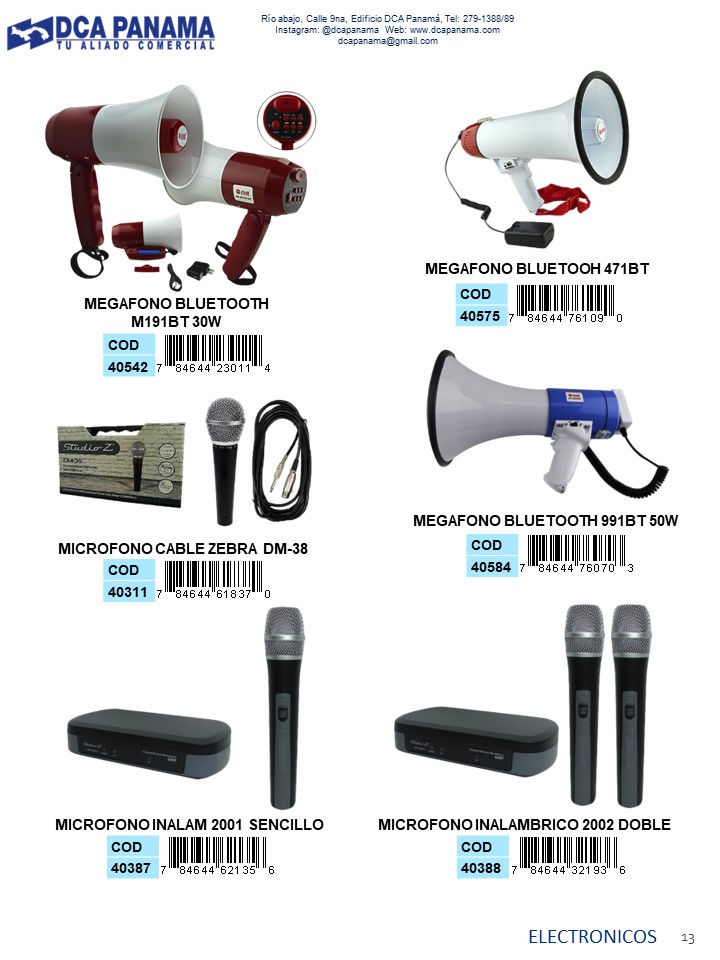 DCA PANAMA
TU ALIADO COMERCIAL
Río abajo, Calle 9na, Edificio DCA Panamá, Tel: 279-1388/89
Instagram: @dcapanama Web: www.dcapanama.com
dcapanama@gmail.com
MEGAFONO BLUETOOTH
M191BT 30W
COD
40542
7 84644 23011 4
MEGAFONO BLUETOOH 471BT
COD
40575
7 84644 76109 0
Studio Z
MICROFONO CABLE ZEBRA DM-38
COD
40311
7 84644 61837 0
MEGAFONO BLUETOOTH 991BT 50W
COD
40584
7 84644 76070 3
Studio Z
MICROFONO INALAM 2001 SENCILLO
COD
40387
7 84644 62135 6
Studio Z
MICROFONO INALAMBRICO 2002 DOBLE
COD
40388
7 84644 32193 6
ELECTRONICOS 13